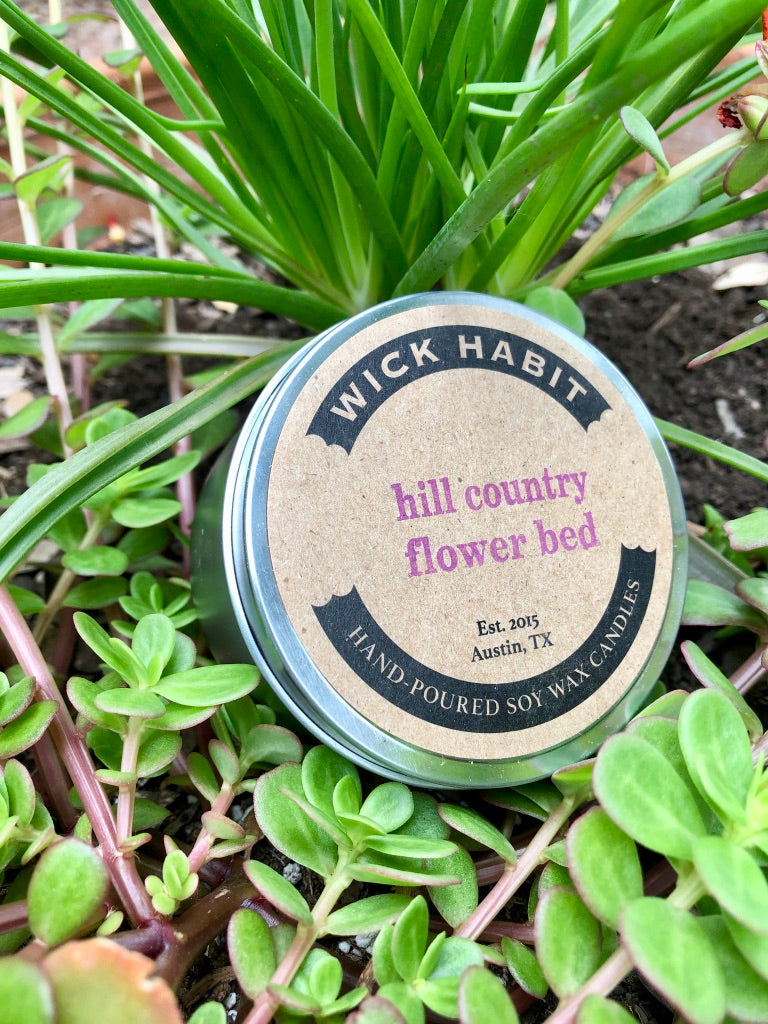 WICK HABIT
hill country
flower bed
Est. 2015
Austin, TX
HAND-POURED SOY WAX CANDLES